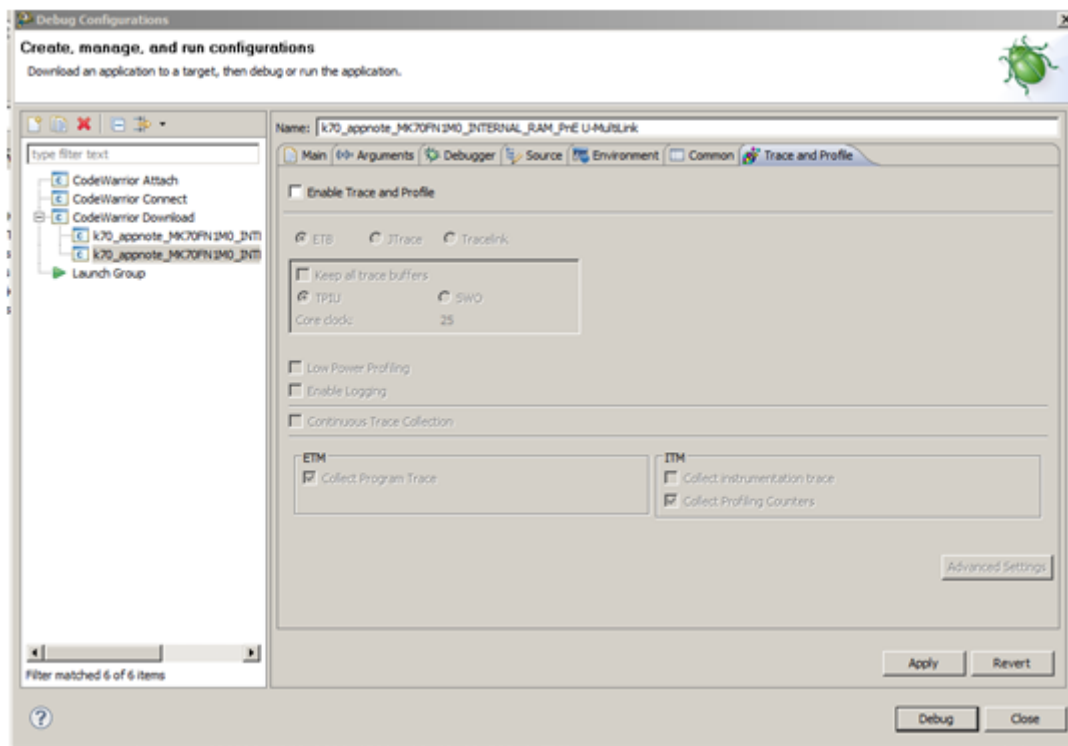 Debug Configurations
Create, manage, and run configurations
Download an application to a target, then debug or run the application.
type filter text
CodeWarrior Attach
CodeWarrior Connect
CodeWarrior Download
k70_appnote_MK70FN1M0_INTI
k70_appnote_MK70FN1M0_INTI
Launch Group
Filter matched 6 of 6 items
Name: k70_appnote_MK70FN1M0_INTERNAL_RAM_PnE U-MultiLink
Main Arguments Debugger Source Environment Common Trace and Profile
Enable Trace and Profile
ETB JTrace Tracelink
Keep all trace buffers
TPIU SWO
Core clock: 25
Low Power Profiling
Enable Logging
Continuous Trace Collection
ETM
Collect Program Trace
ITM
Collect instrumentation trace
Collect Profiling Counters
Advanced Settings
Apply Revert
Debug Close